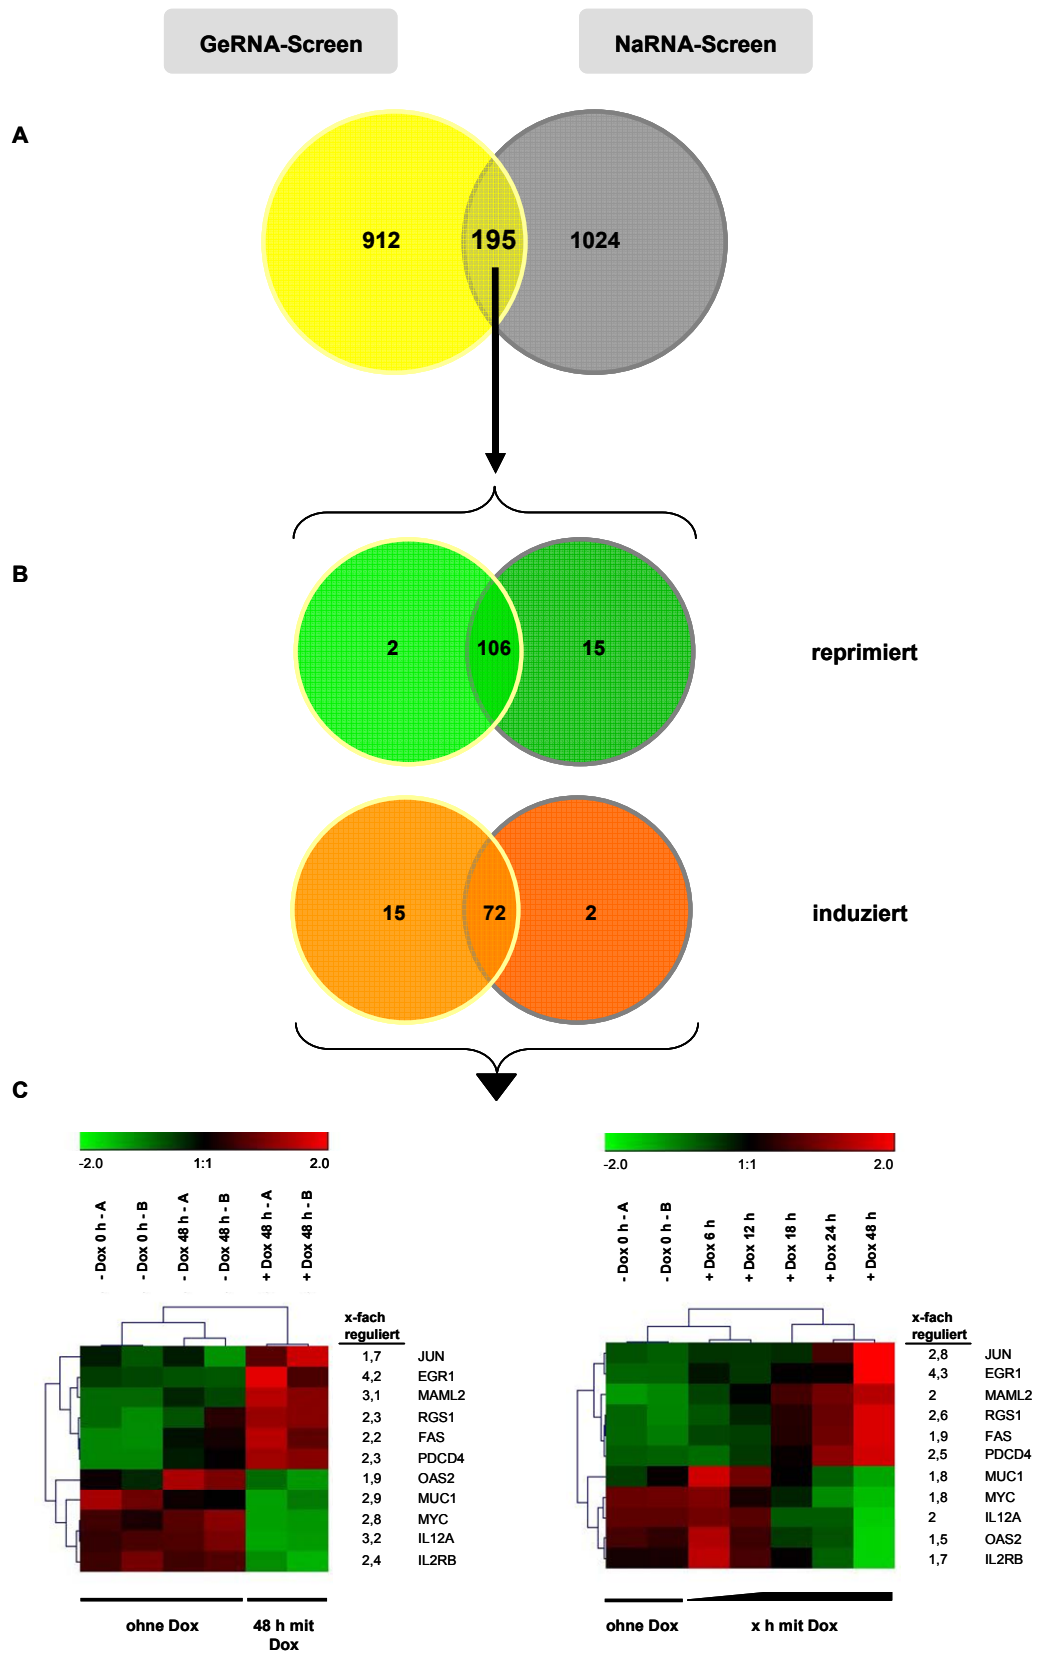 GeRNA-Screen
NaRNA-Screen
A
912
195
1024
B
2
106
15
reprimiert
15
72
2
induziert
C
-2.0
1:1
2.0
- Dox 0 h - A
- Dox 0 h - B
- Dox 48 h - A
- Dox 48 h - B
+ Dox 48 h - A
+ Dox 48 h - B
x-fach
reguliert
1,7 JUN
4,2 EGR1
3,1 MAML2
2,3 RGS1
2,2 FAS
2,3 PDCD4
1,9 OAS2
2,9 MUC1
2,8 MYC
3,2 IL12A
2,4 IL2RB
ohne Dox
48 h mit
Dox
-2.0
1:1
2.0
- Dox 0 h - A
- Dox 0 h - B
+ Dox 6 h
+ Dox 12 h
+ Dox 18 h
+ Dox 24 h
+ Dox 48 h
x-fach
reguliert
2,8 JUN
4,3 EGR1
2 MAML2
2,6 RGS1
1,9 FAS
2,5 PDCD4
1,8 MUC1
1,8 MYC
2 IL12A
1,5 OAS2
1,7 IL2RB
ohne Dox
x h mit Dox